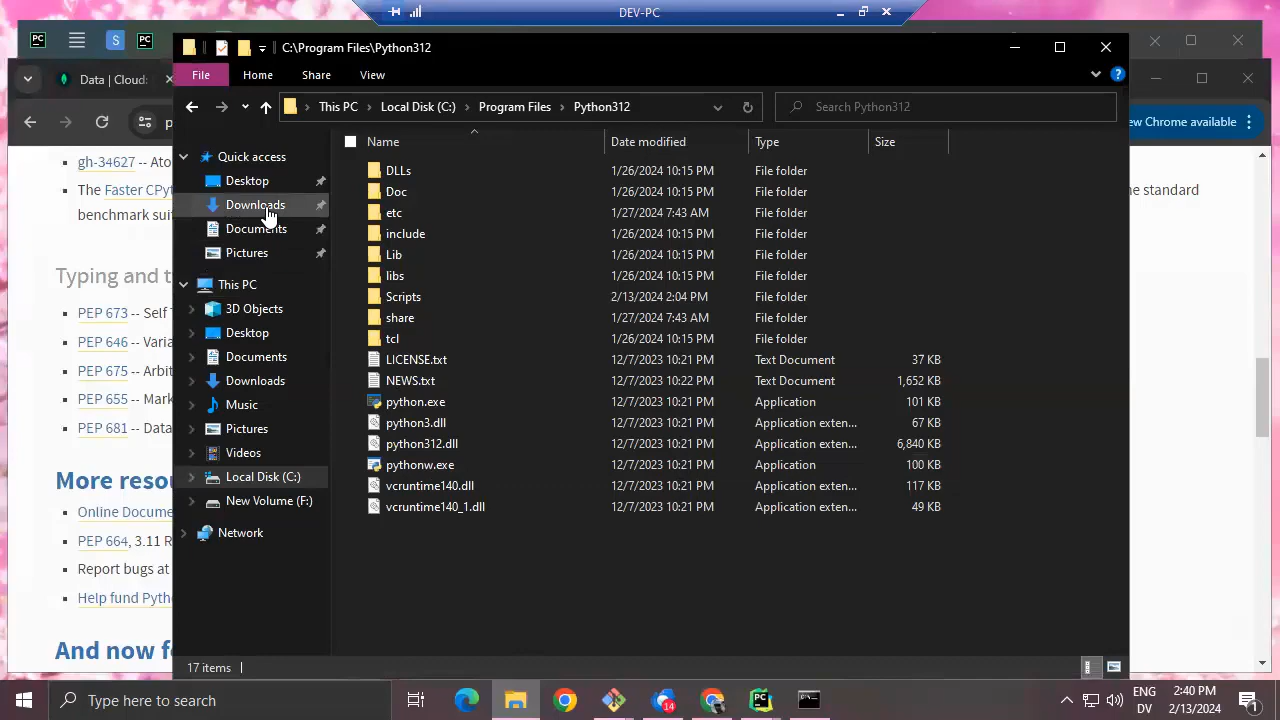 DEV-PC
C:\Program Files\Python312
File
Home
Share
View
This PC
Local Disk (C:)
Program Files
Python312
Search Python312
Data | Cloud:
p
ew Chrome available
Name
Date modified
Type
Size
Quick access
Desktop
Downloads
Documents
Pictures
This PC
3D Objects
Desktop
Documents
Downloads
Music
Pictures
Videos
Local Disk (C:)
New Volume (F:)
Network
DLLs 1/26/2024 10:15 PM File folder
Doc 1/26/2024 10:15 PM File folder
etc 1/27/2024 7:43 AM File folder
include 1/26/2024 10:15 PM File folder
Lib 1/26/2024 10:15 PM File folder
libs 1/26/2024 10:15 PM File folder
Scripts 2/13/2024 2:04 PM File folder
share 1/27/2024 7:43 AM File folder
tcl 1/26/2024 10:15 PM File folder
LICENSE.txt 12/7/2023 10:21 PM Text Document 37 KB
NEWS.txt 12/7/2023 10:22 PM Text Document 1,652 KB
python.exe 12/7/2023 10:21 PM Application 101 KB
python3.dll 12/7/2023 10:21 PM Application exten... 67 KB
python312.dll 12/7/2023 10:21 PM Application exten... 6,840 KB
pythonw.exe 12/7/2023 10:21 PM Application 100 KB
vcruntime140.dll 12/7/2023 10:21 PM Application exten... 117 KB
vcruntime140_1.dll 12/7/2023 10:21 PM Application exten... 49 KB
17 items
gh-34627 -- Ato
The Faster CPyt
he standard
benchmark sui
Typing and t
PEP 673 -- Self T
PEP 646 -- Varia
PEP 675 -- Arbit
PEP 655 -- Mark
PEP 681 -- Data
More resou
Online Docume
PEP 664, 3.11 R
Report bugs at
Help fund Pyth
And now fo
Type here to search
14
ENG
DV
2:40 PM
2/13/2024
1